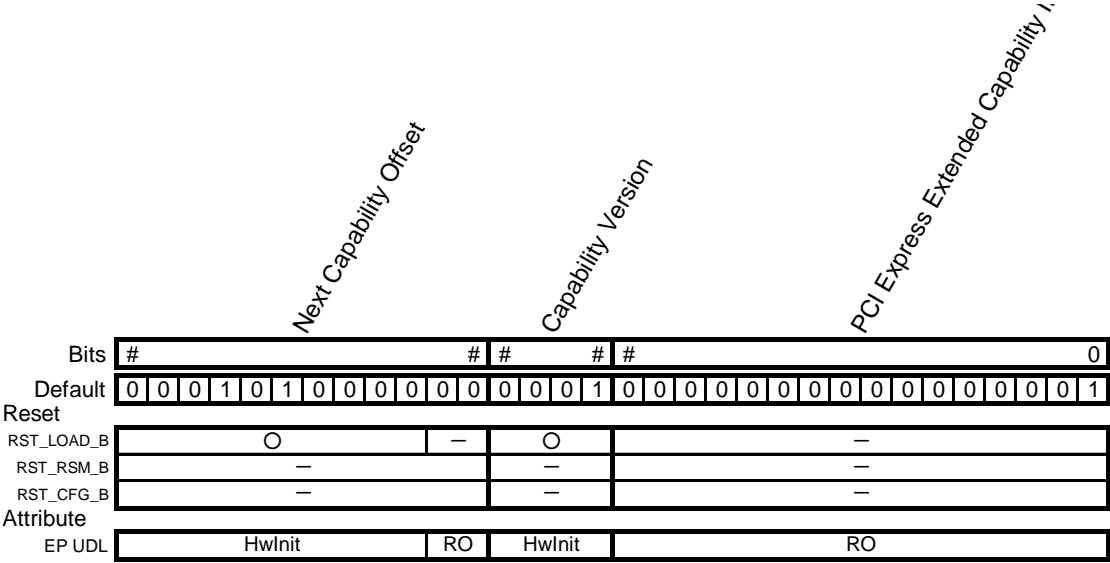 Next Capability Offset
Capability Version
PCI Express Extended Capability
Bits # # # # # 0
Default 0 0 0 1 0 1 0 0 0 0 0 0 0 0 0 1 0 0 0 0 0 0 0 0 0 0 0 0 0 0 0 1
Reset
RST_LOAD_B ○ — ○ —
RST_RSM_B — — —
RST_CFG_B — — —
Attribute
EP UDL HwInit RO HwInit RO